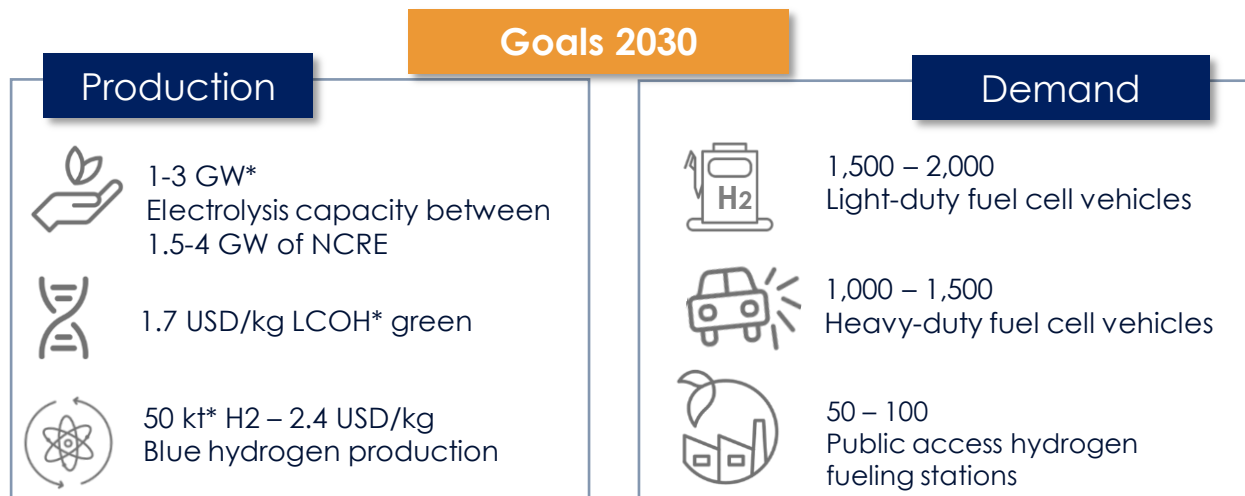 Goals 2030
Production
1-3 GW*
Electrolysis capacity between
1.5-4 GW of NCRE
1.7 USD/kg LCOH* green
50 kt* H2 – 2.4 USD/kg
Blue hydrogen production
Demand
H2
1,500 – 2,000
Light-duty fuel cell vehicles
1,000 – 1,500
Heavy-duty fuel cell vehicles
50 – 100
Public access hydrogen
fueling stations